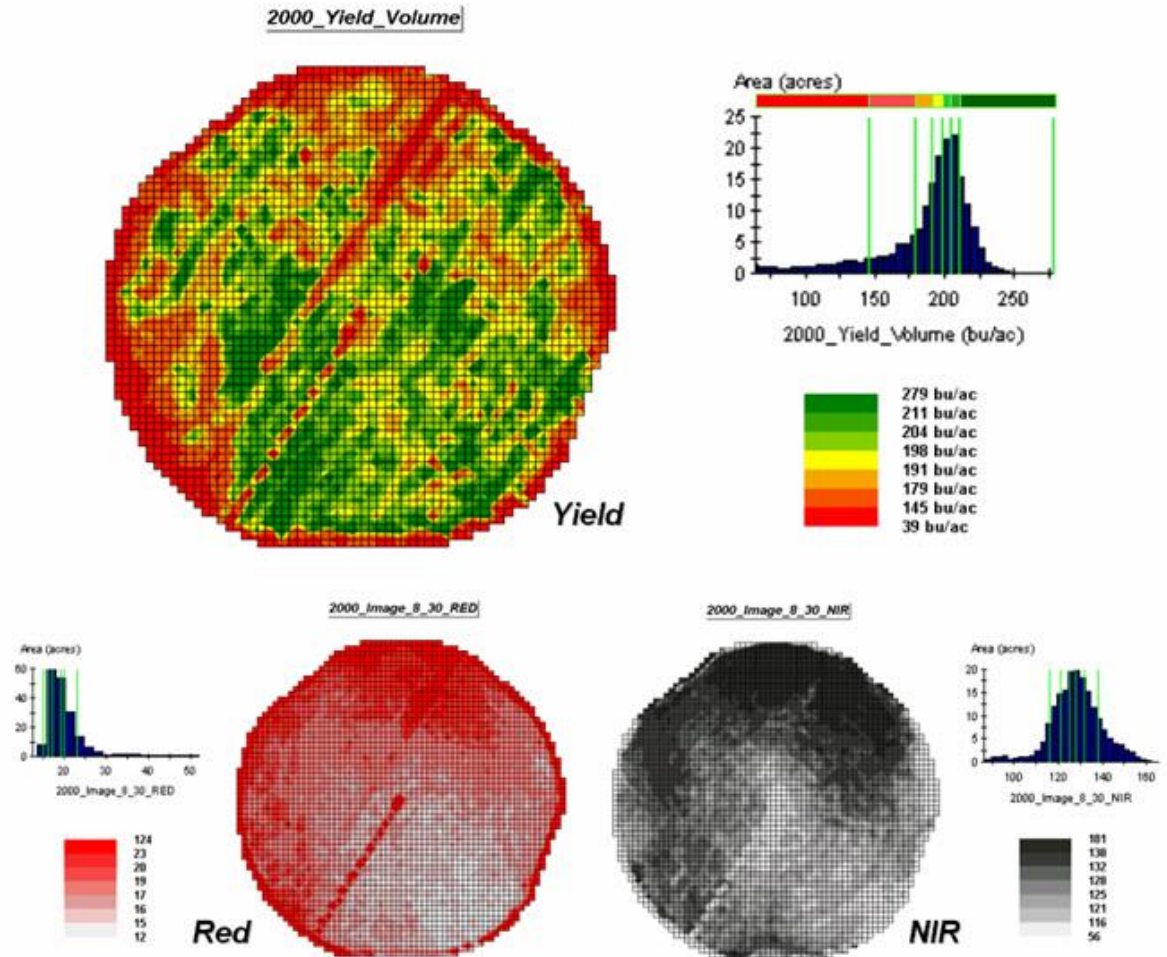 2000_Yield_Volume
Area (acres)
25
20
15
10
5
0
100 150 200 250
2000_Yield_Volume (bu/ac)
279 bu/ac
211 bu/ac
204 bu/ac
198 bu/ac
191 bu/ac
179 bu/ac
145 bu/ac
39 bu/ac
Yield
2000_Image_8_30_RED
2000_Image_8_30_NIR
Area (acres)
60
40
20
0
20 30 40 50
2000_Image_8_30_RED
124
23
20
19
17
16
15
12
Red
Area (acres)
20
15
10
5
0
100 120 140 160
2000_Image_8_30_NIR
181
138
132
128
125
121
116
56
NIR